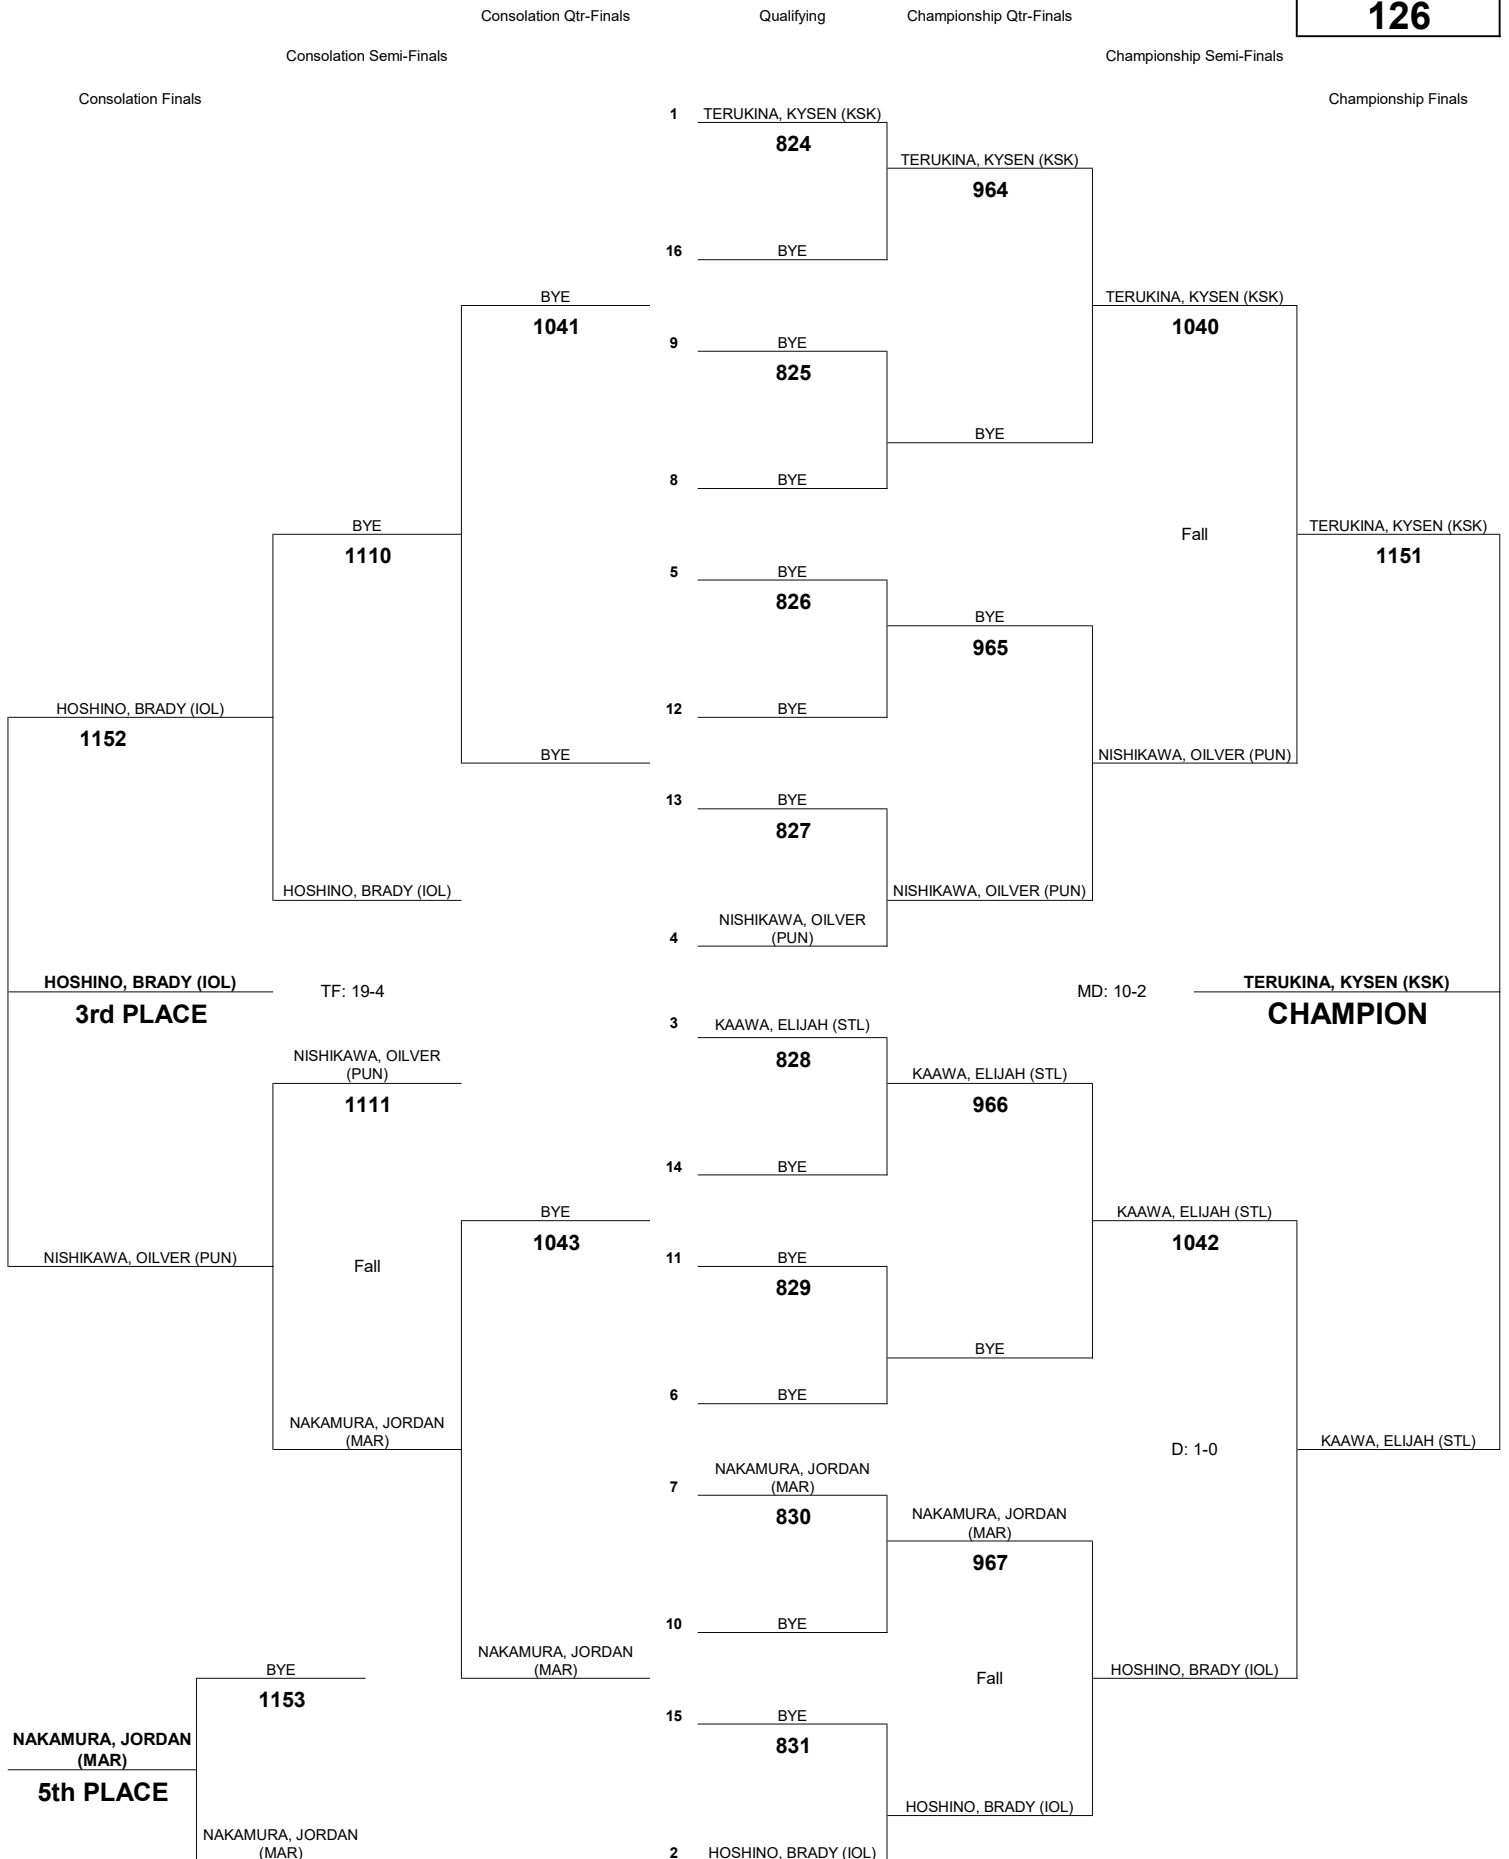 Consolation Qtr-Finals Qualifying Championship Qtr-Finals 126
Consolation Semi-Finals Championship Semi-Finals
Consolation Finals Championship Finals
1 TERUKINA, KYSEN (KSK)
824
TERUKINA, KYSEN (KSK)
964
16 BYE
BYE TERUKINA, KYSEN (KSK)
1041 1040
9 BYE
825
BYE
8 BYE
BYE Fall TERUKINA, KYSEN (KSK)
1110 1151
5 BYE
826
BYE
965
HOSHINO, BRADY (IOL) 12 BYE
1152
BYE NISHIKAWA, OILVER (PUN)
13 BYE
827
HOSHINO, BRADY (IOL) NISHIKAWA, OILVER (PUN)
NISHIKAWA, OILVER
4 (PUN)
HOSHINO, BRADY (IOL) TF: 19-4 MD: 10-2 TERUKINA, KYSEN (KSK)
3rd PLACE CHAMPION
3 KAAWA, ELIJAH (STL)
NISHIKAWA, OILVER 828
(PUN) KAAWA, ELIJAH (STL)
1111 966
14 BYE
BYE KAAWA, ELIJAH (STL)
1043 1042
NISHIKAWA, OILVER (PUN) Fall 11 BYE
829
BYE
6 BYE
NAKAMURA, JORDAN
(MAR) D: 1-0 KAAWA, ELIJAH (STL)
NAKAMURA, JORDAN
7 (MAR)
830 NAKAMURA, JORDAN
(MAR)
967
10 BYE
NAKAMURA, JORDAN
BYE (MAR) Fall HOSHINO, BRADY (IOL)
1153
15 BYE
NAKAMURA, JORDAN 831
(MAR)
5th PLACE
HOSHINO, BRADY (IOL)
NAKAMURA, JORDAN
(MAR) 2 HOSHINO, BRADY (IOL)